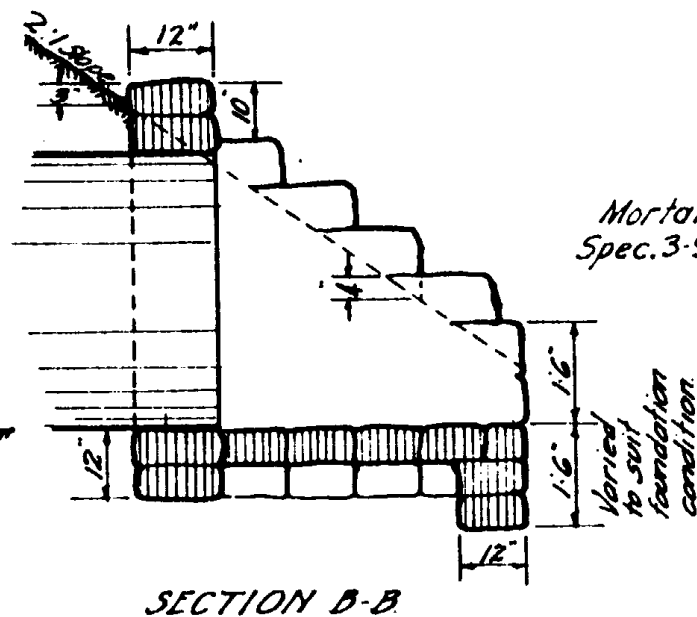 2:1 Slope
12"
3"
10"
Mortar
Spec. 3-9
4"
1'-6"
12"
1'-6"
Varied
to suit
foundation
condition.
12"
SECTION B-B